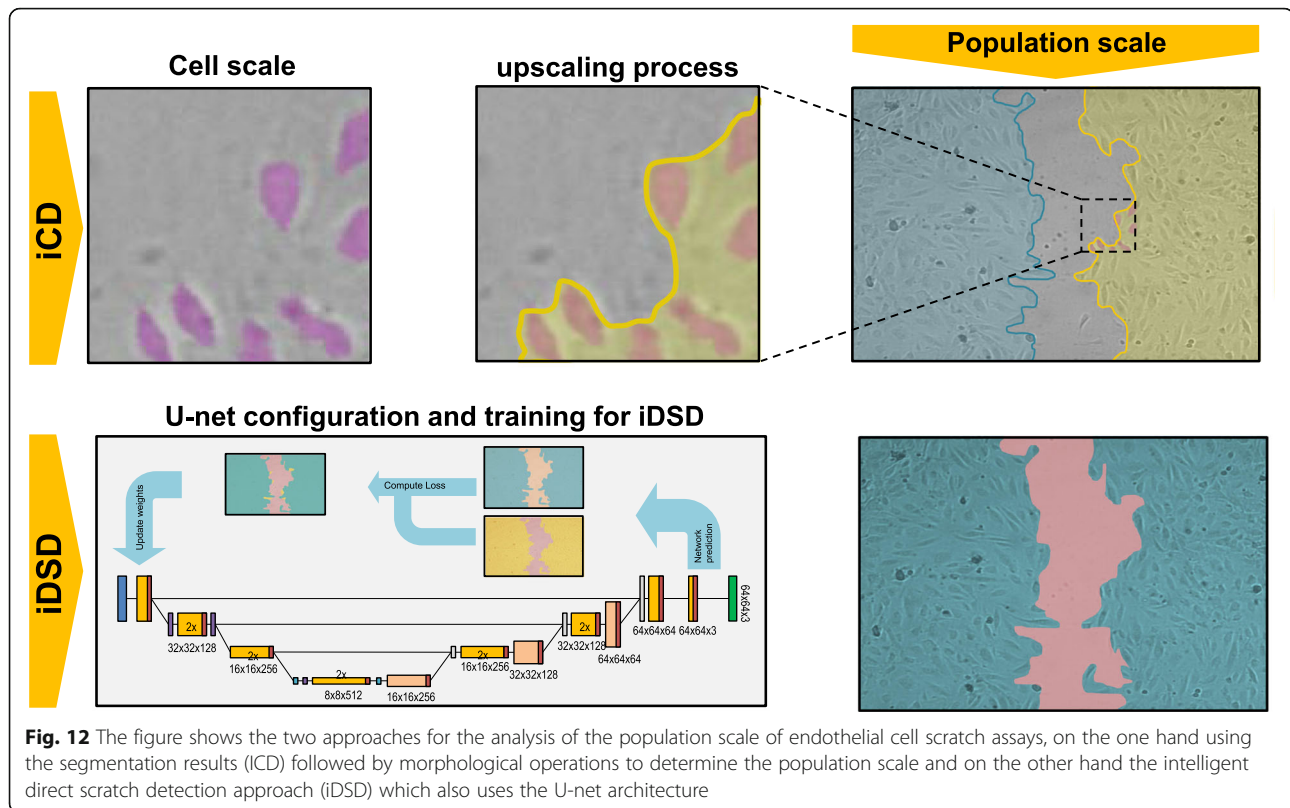 Population scale
Cell scale
upscaling process
iCD
U-net configuration and training for iDSD
iDSD
Update weights
Compute Loss
Network
prediction
2x
32x32x128
2x
16x16x256
2x
8x8x512
16x16x256
2x
16x16x256
32x32x128
2x
32x32x128
64x64x64
64x64x64
64x64x3
64x64x3
Fig. 12 The figure shows the two approaches for the analysis of the population scale of endothelial cell scratch assays, on the one hand using
the segmentation results (ICD) followed by morphological operations to determine the population scale and on the other hand the intelligent
direct scratch detection approach (iDSD) which also uses the U-net architecture